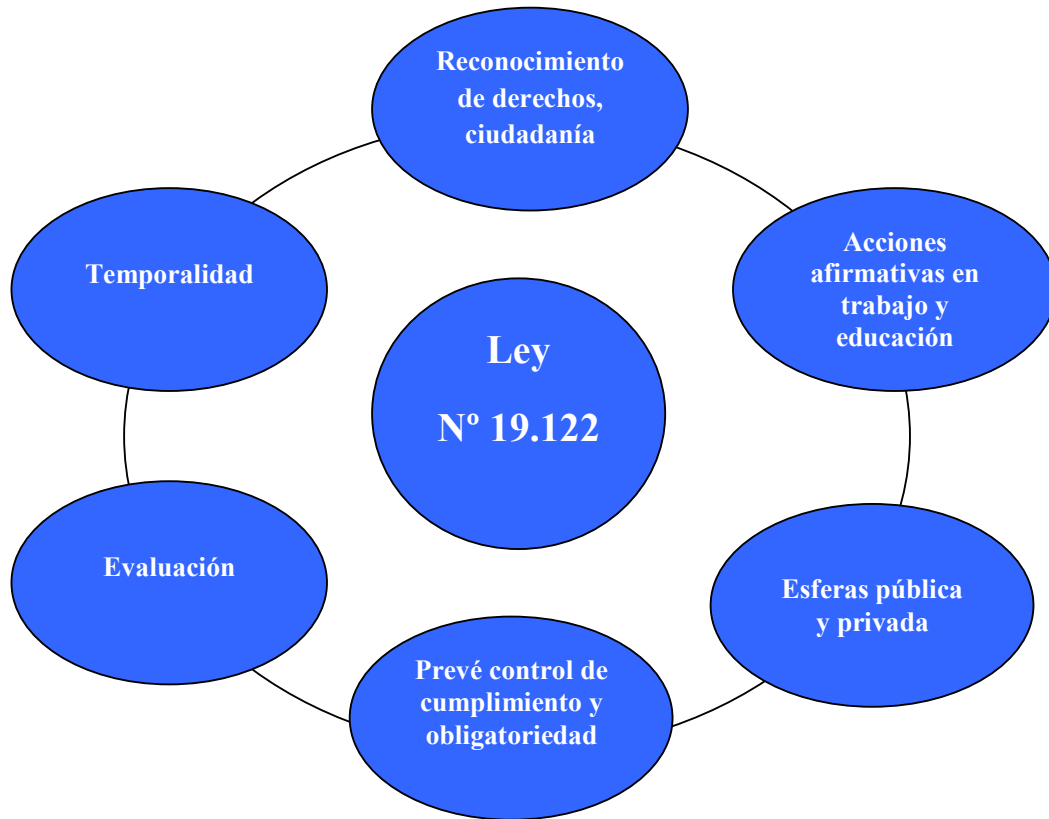 Reconocimiento
de derechos,
ciudadanía
Acciones
afirmativas en
trabajo y
educación
Esferas pública
y privada
Prevé control de
cumplimiento y
obligatoriedad
Evaluación
Temporalidad
Ley
Nº 19.122